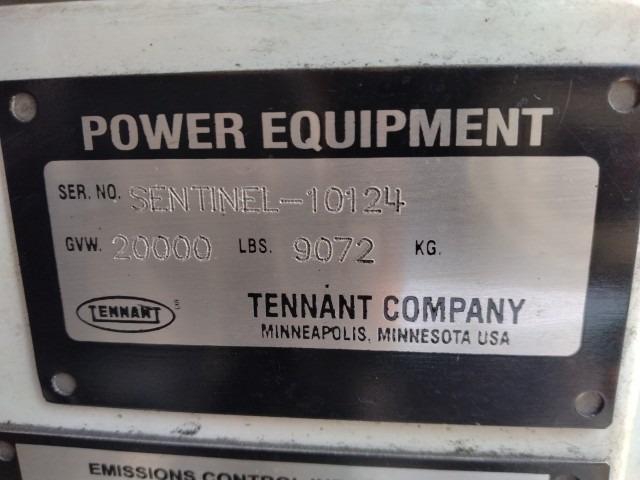 POWER EQUIPMENT
SER. NO. SENTINEL-10124
GVW. 20000 LBS. 9072 KG.
TENNANT
TENNANT COMPANY
MINNEAPOLIS, MINNESOTA USA
EMISSIONS CONTROL